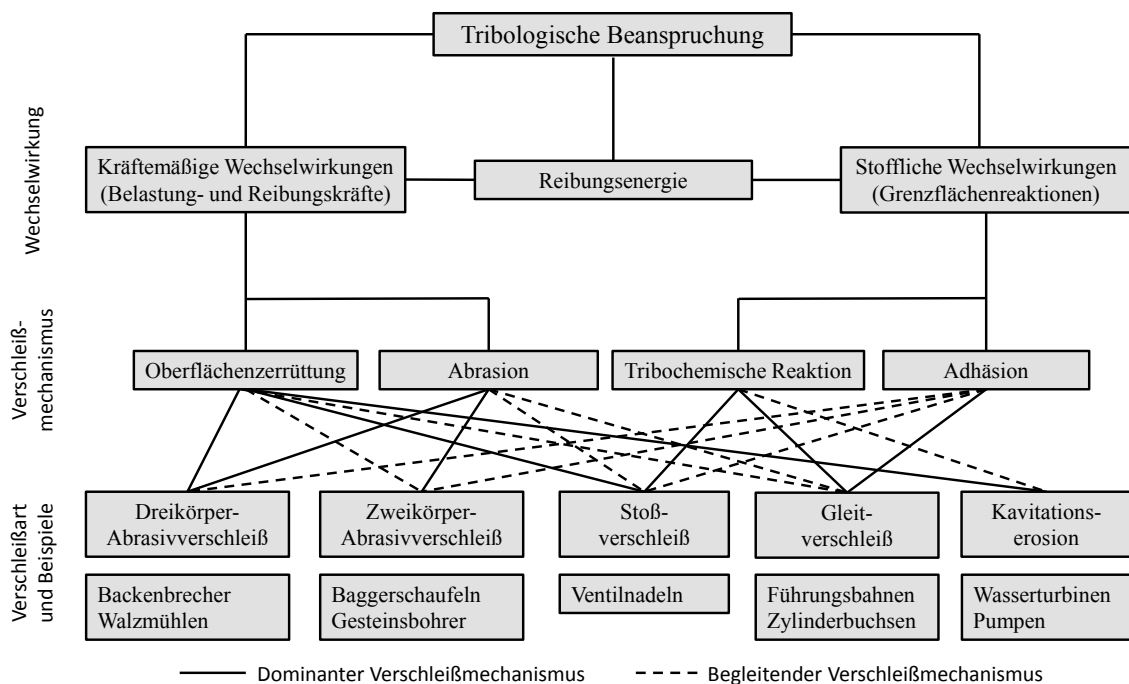 Tribologische Beanspruchung
Wechselwirkung
Kräftemäßige Wechselwirkungen
(Belastung- und Reibungskräfte)
Reibungsenergie
Stoffliche Wechselwirkungen
(Grenzflächenreaktionen)
Verschleiß-
mechanismus
Oberflächenzerrüttung
Abrasion
Tribochemische Reaktion
Adhäsion
Verschleißart
und Beispiele
Dreikörper-
Abrasivverschleiß
Zweikörper-
Abrasivverschleiß
Stoß-
verschleiß
Gleit-
verschleiß
Kavitations-
erosion
Backenbrecher
Walzmühlen
Baggerschaufeln
Gesteinsbohrer
Ventilnadeln
Führungsbahnen
Zylinderbuchsen
Wasserturbinen
Pumpen
Dominanter Verschleißmechanismus
Begleitender Verschleißmechanismus